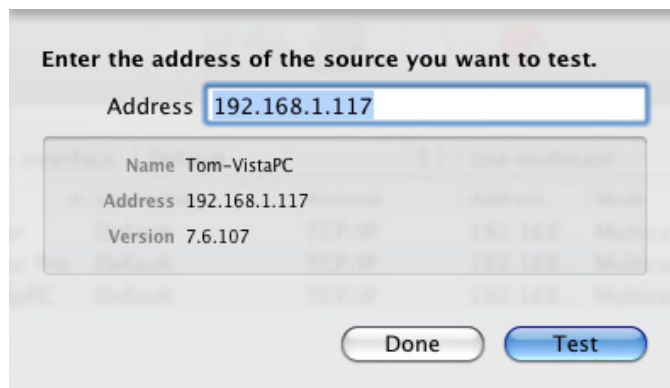 Enter the address of the source you want to test.
Address 192.168.1.117
Name Tom-VistaPC
Address 192.168.1.117
Version 7.6.107
Done Test